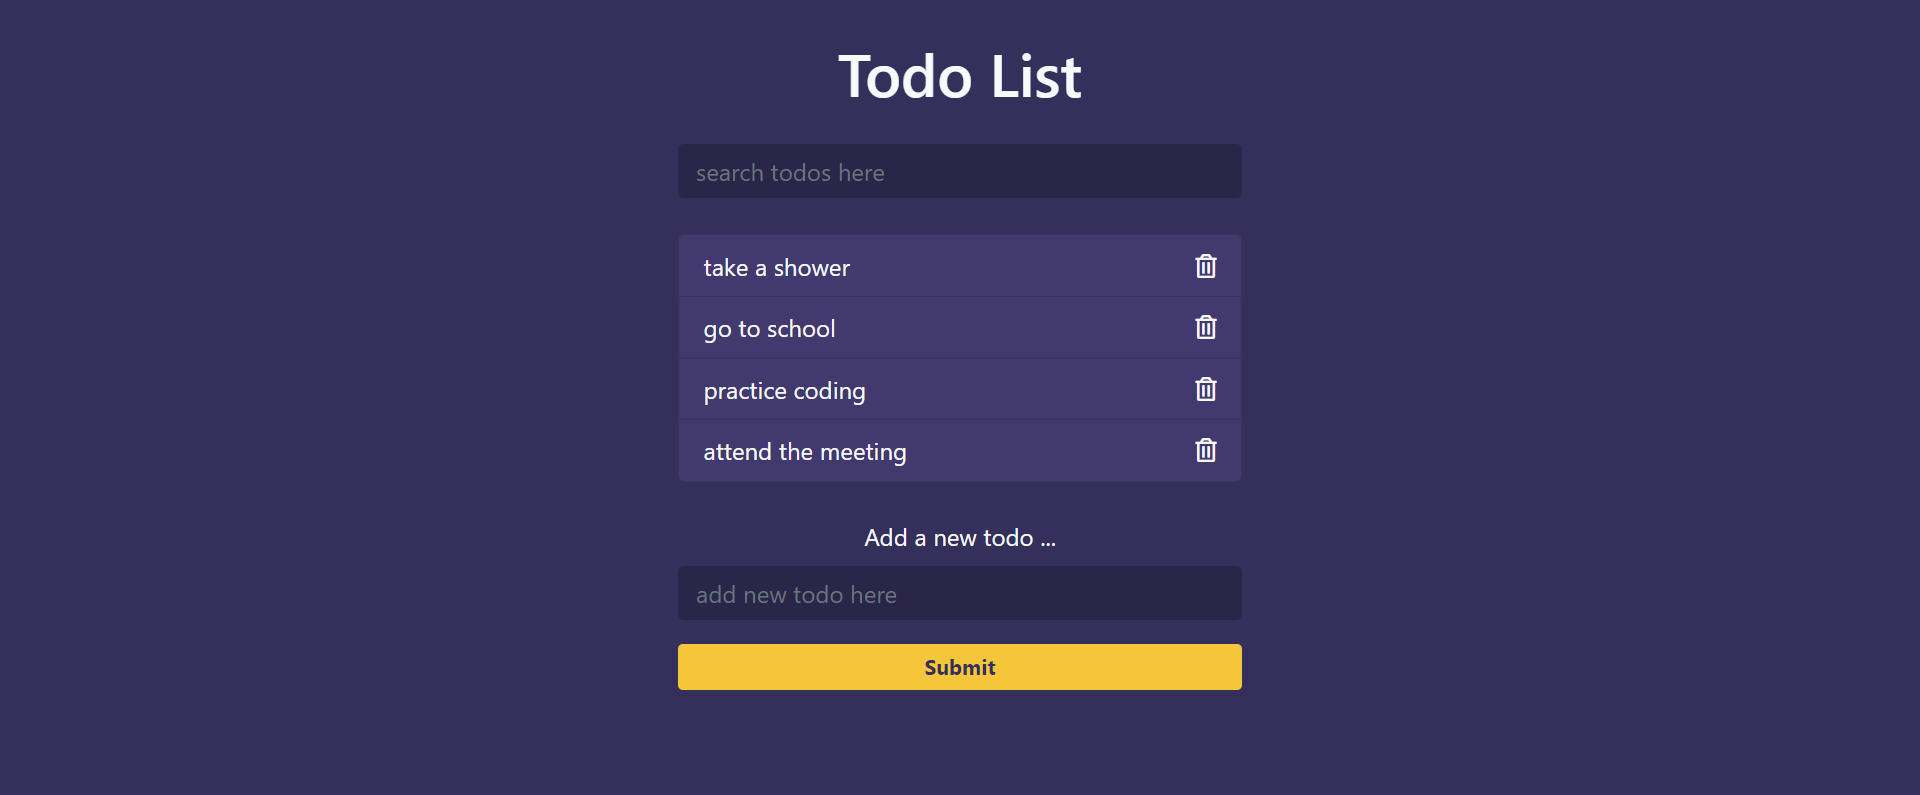 Todo List
search todos here
take a shower
go to school
practice coding
attend the meeting
Add a new todo ...
add new todo here
Submit